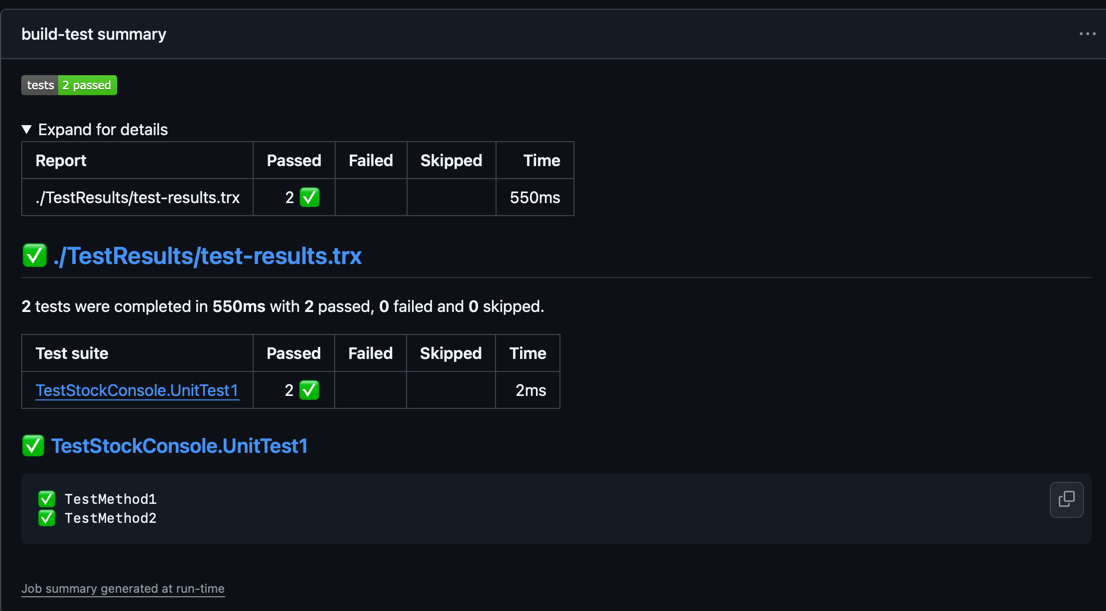 build-test summary
tests 2 passed
Expand for details
Report Passed Failed Skipped Time
./TestResults/test-results.trx 2 ✅ 550ms
✅ ./TestResults/test-results.trx
2 tests were completed in 550ms with 2 passed, 0 failed and 0 skipped.
Test suite Passed Failed Skipped Time
TestStockConsole.UnitTest1 2 ✅ 2ms
✅ TestStockConsole.UnitTest1
✅ TestMethod1
✅ TestMethod2
Job summary generated at run-time